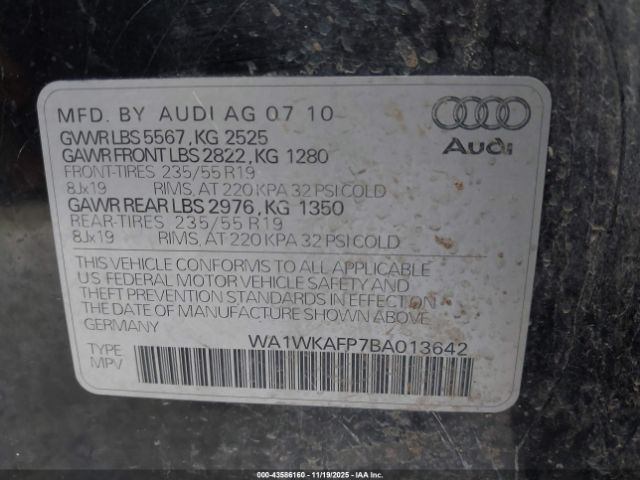 MFD. BY AUDI AG 07 10
GVWR LBS 5567, KG 2525
GAWR FRONT LBS 2822, KG 1280
FRONT-TIRES 235/55 R19
8Jx19 RIMS, AT 220 KPA 32 PSI COLD
GAWR REAR LBS 2976, KG 1350
REAR-TIRES 235/55 R19
8Jx19 RIMS, AT 220 KPA 32 PSI COLD
Audi
THIS VEHICLE CONFORMS TO ALL APPLICABLE
US FEDERAL MOTOR VEHICLE SAFETY AND
THEFT PREVENTION STANDARDS IN EFFECT ON
THE DATE OF MANUFACTURE SHOWN ABOVE.
GERMANY
WA1WKAFP7BA013642
TYPE:
MPV
00-43586160 - 11/19/2025 - IAA Inc.